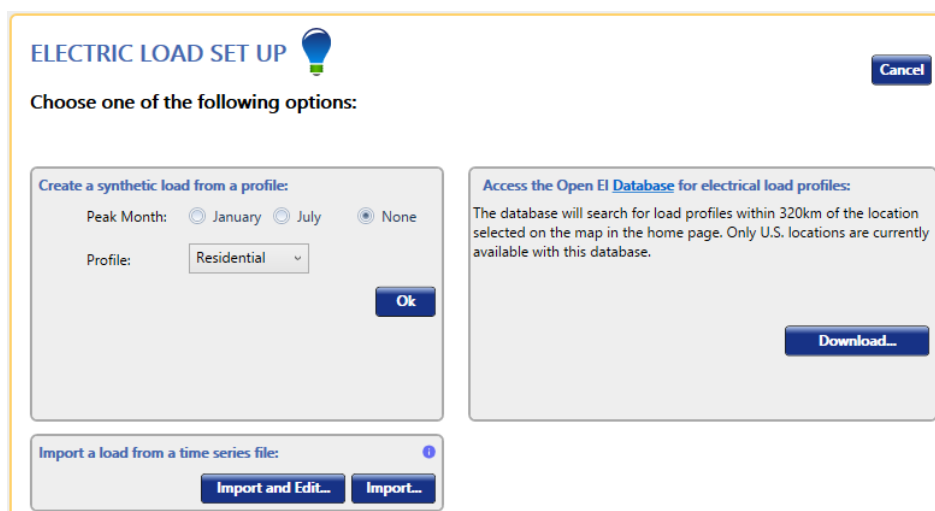 ELECTRIC LOAD SET UP
Cancel
Choose one of the following options:
Create a synthetic load from a profile:
Peak Month: January July None
Profile: Residential
Ok
Access the Open EI Database for electrical load profiles:
The database will search for load profiles within 320km of the location
selected on the map in the home page. Only U.S. locations are currently
available with this database.
Download...
Import a load from a time series file:
Import and Edit... Import...